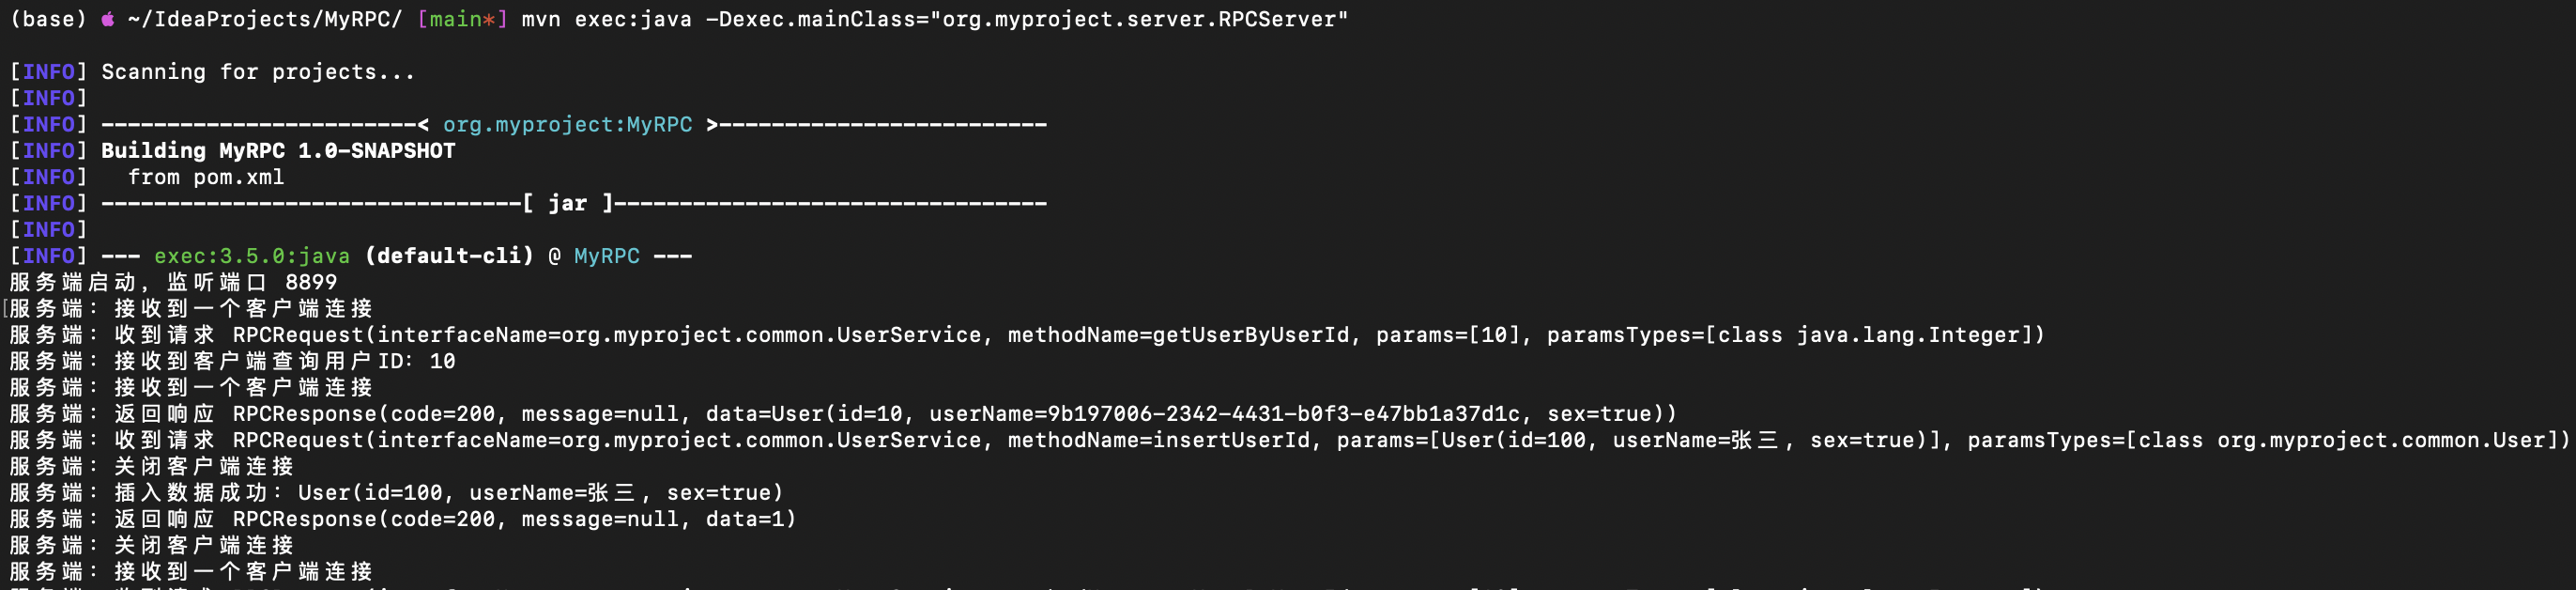 (base) ~/IdeaProjects/MyRPC/ [main*] mvn exec:java -Dexec.mainClass="org.myproject.server.RPCServer"
[INFO] Scanning for projects...
[INFO]
[INFO] ------------------------< org.myproject:MyRPC >-------------------------
[INFO] Building MyRPC 1.0-SNAPSHOT
[INFO]   from pom.xml
[INFO] --------------------------------[ jar ]---------------------------------
[INFO]
[INFO] --- exec:3.5.0:java (default-cli) @ MyRPC ---
服务端启动，监听端口 8899
服务端：接收到一个客户端连接
服务端：收到请求 RPCRequest(interfaceName=org.myproject.common.UserService, methodName=getUserByUserId, params=[10], paramsTypes=[class java.lang.Integer])
服务端：接收到客户端查询用户ID：10
服务端：接收到一个客户端连接
服务端：返回响应 RPCResponse(code=200, message=null, data=User(id=10, userName=9b197006-2342-4431-b0f3-e47bb1a37d1c, sex=true))
服务端：收到请求 RPCRequest(interfaceName=org.myproject.common.UserService, methodName=insertUserId, params=[User(id=100, userName=张三, sex=true)], paramsTypes=[class org.myproject.common.User])
服务端：关闭客户端连接
服务端：插入数据成功：User(id=100, userName=张三, sex=true)
服务端：返回响应 RPCResponse(code=200, message=null, data=1)
服务端：关闭客户端连接
服务端：接收到一个客户端连接